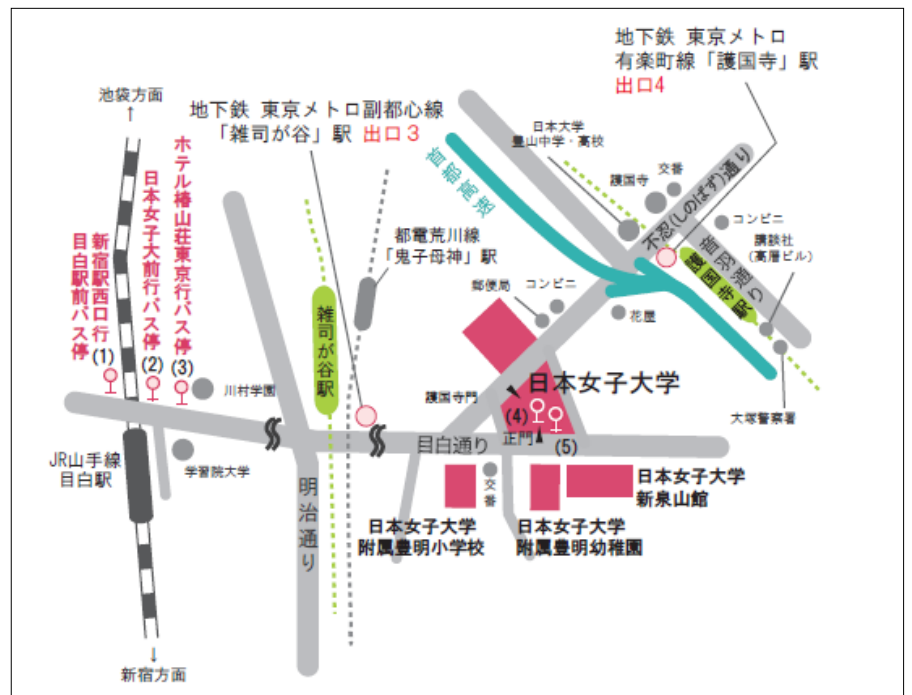 地下鉄 東京メトロ
有楽町線「護国寺」駅
出口4
池袋方面
↑
地下鉄 東京メトロ副都心線
「雑司が谷」駅 出口3
日本大学
豊山中学・高校
交番
護国寺
首都高速
不忍(しのばず)通り
コンビニ
音羽通り
講談社
(高層ビル)
護国寺駅
ホテル椿山荘東京行バス停
(3)
日本女子大前行バス停
(2)
新宿駅西口行
目白駅前バス停
(1)
都電荒川線
「鬼子母神」駅
郵便局
コンビニ
花屋
雑司が谷駅
川村学園
護国寺門
日本女子大学
(4)
大塚警察署
目白通り
正門
(5)
JR山手線
目白駅
学習院大学
明治通り
交番
日本女子大学
新泉山館
日本女子大学
附属豊明小学校
日本女子大学
附属豊明幼稚園
↓
新宿方面